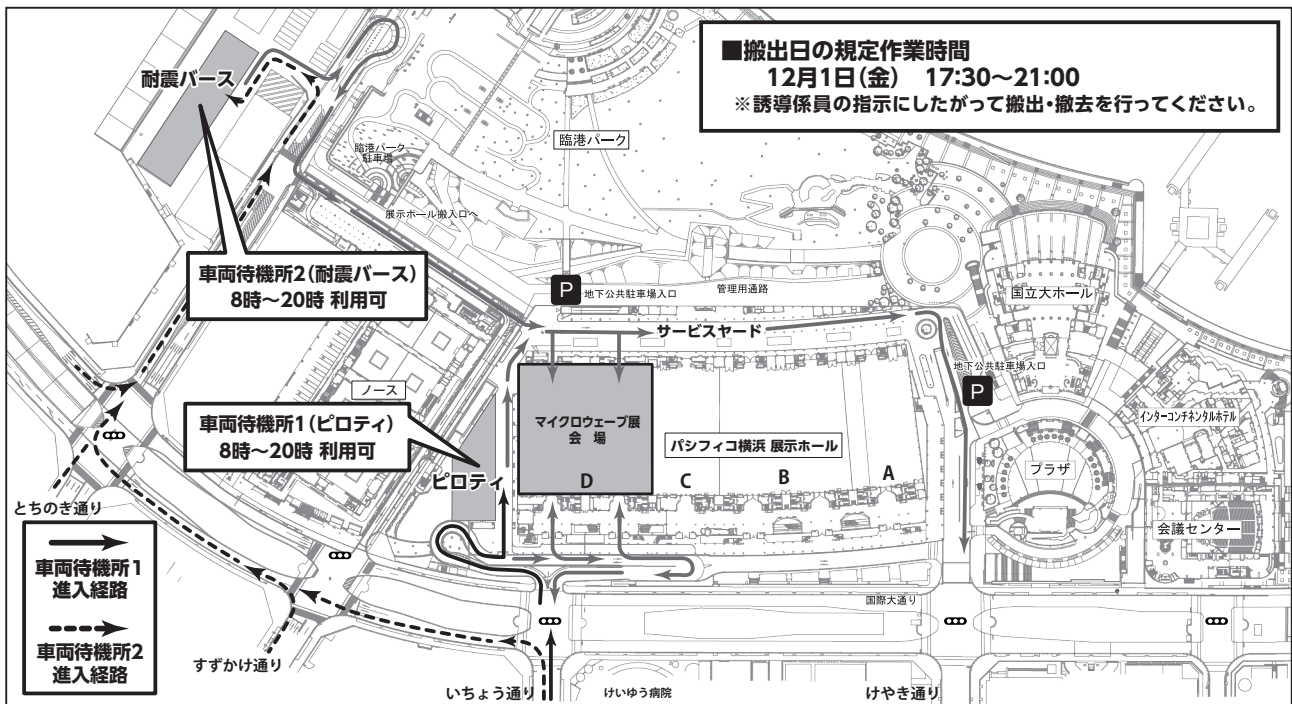 ■搬出日の規定作業時間
12月1日(金) 17:30～21:00
※誘導係員の指示にしたがって搬出・撤去を行ってください。
耐震バース
臨港パーク
臨港パーク
駐車場
展示ホール搬入口へ
車両待機所2(耐震バース)
8時～20時 利用可
P
地下公共駐車場入口
管理用通路
国立大ホール
サービスヤード
地下公共駐車場入口
P
ノース
車両待機所1(ピロティ)
8時～20時 利用可
マイクロウェーブ展
会 場
パシフィコ横浜 展示ホール
インターコンチネンタルホテル
プラザ
ピロティ
D
C
B
A
とちのき通り
会議センター
車両待機所1
進入経路
車両待機所2
進入経路
国際大通り
すずかけ通り
いちょう通り
けいゆう病院
けやき通り